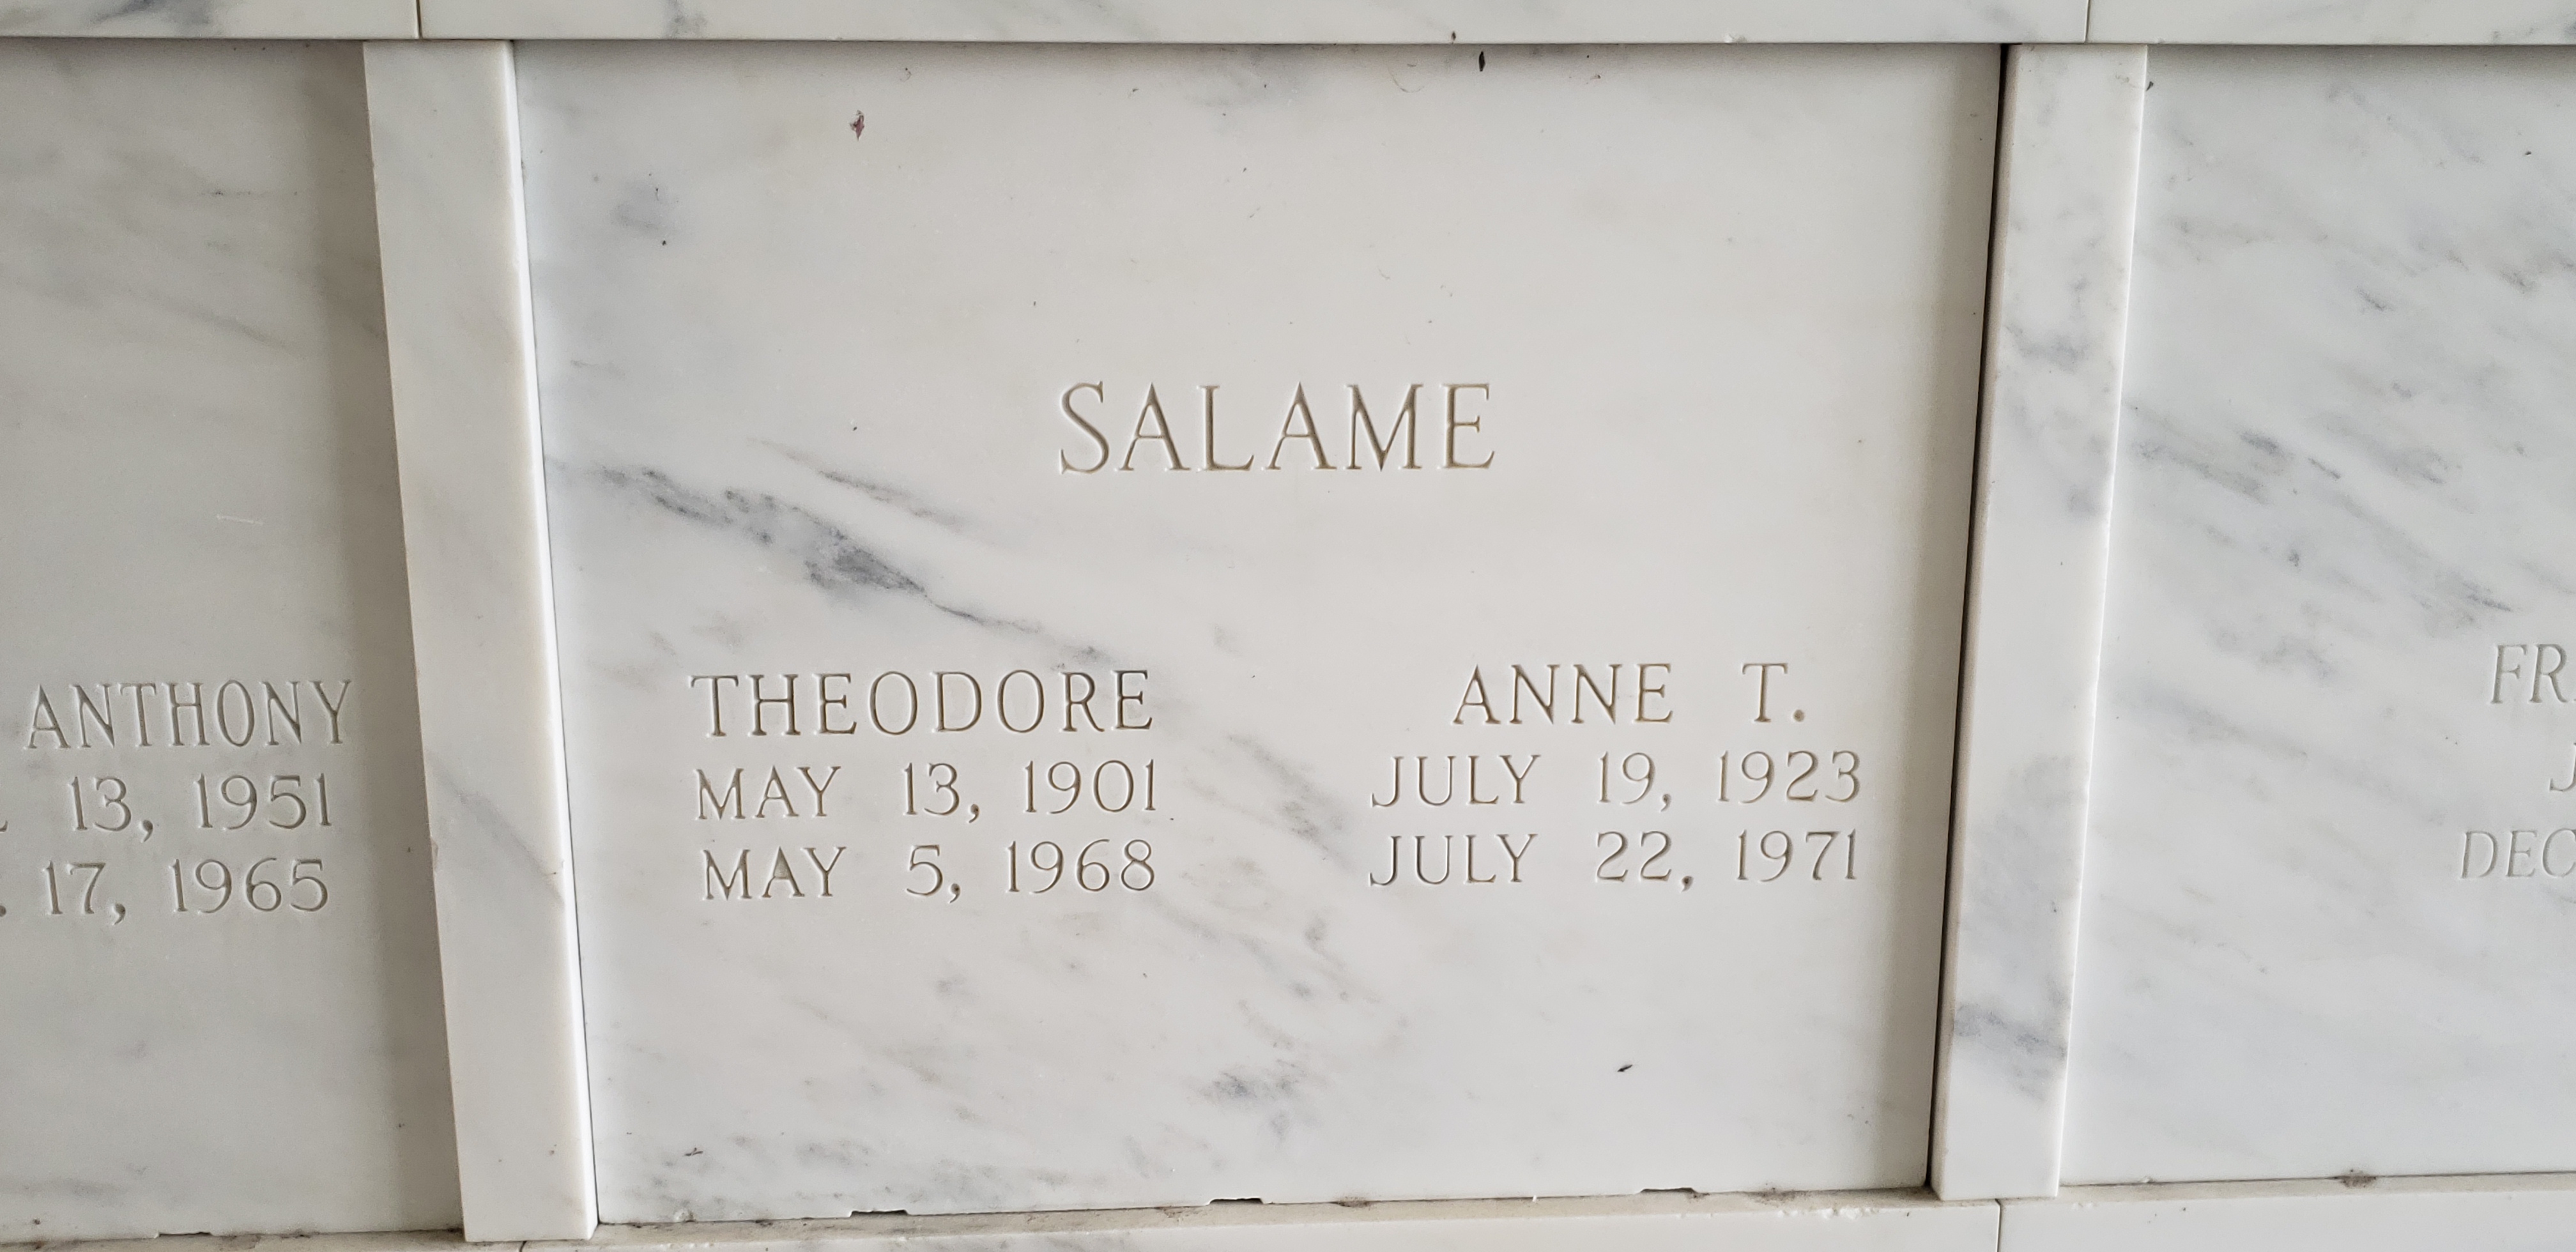 SALAME
THEODORE
MAY 13, 1901
MAY 5, 1968
ANNE T.
JULY 19, 1923
JULY 22, 1971
ANTHONY
13, 1951
17, 1965
FR
J
DEC